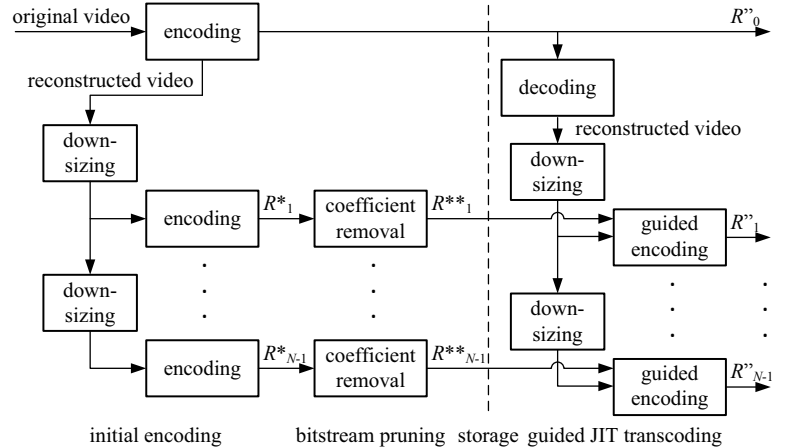 original video
encoding
R”0
reconstructed video
decoding
down-
sizing
reconstructed video
down-
sizing
encoding
R*1
coefficient
removal
R**1
guided
encoding
R”1
down-
sizing
down-
sizing
encoding
R*N-1
coefficient
removal
R**N-1
guided
encoding
R”N-1
initial encoding
bitstream pruning
storage
guided JIT transcoding